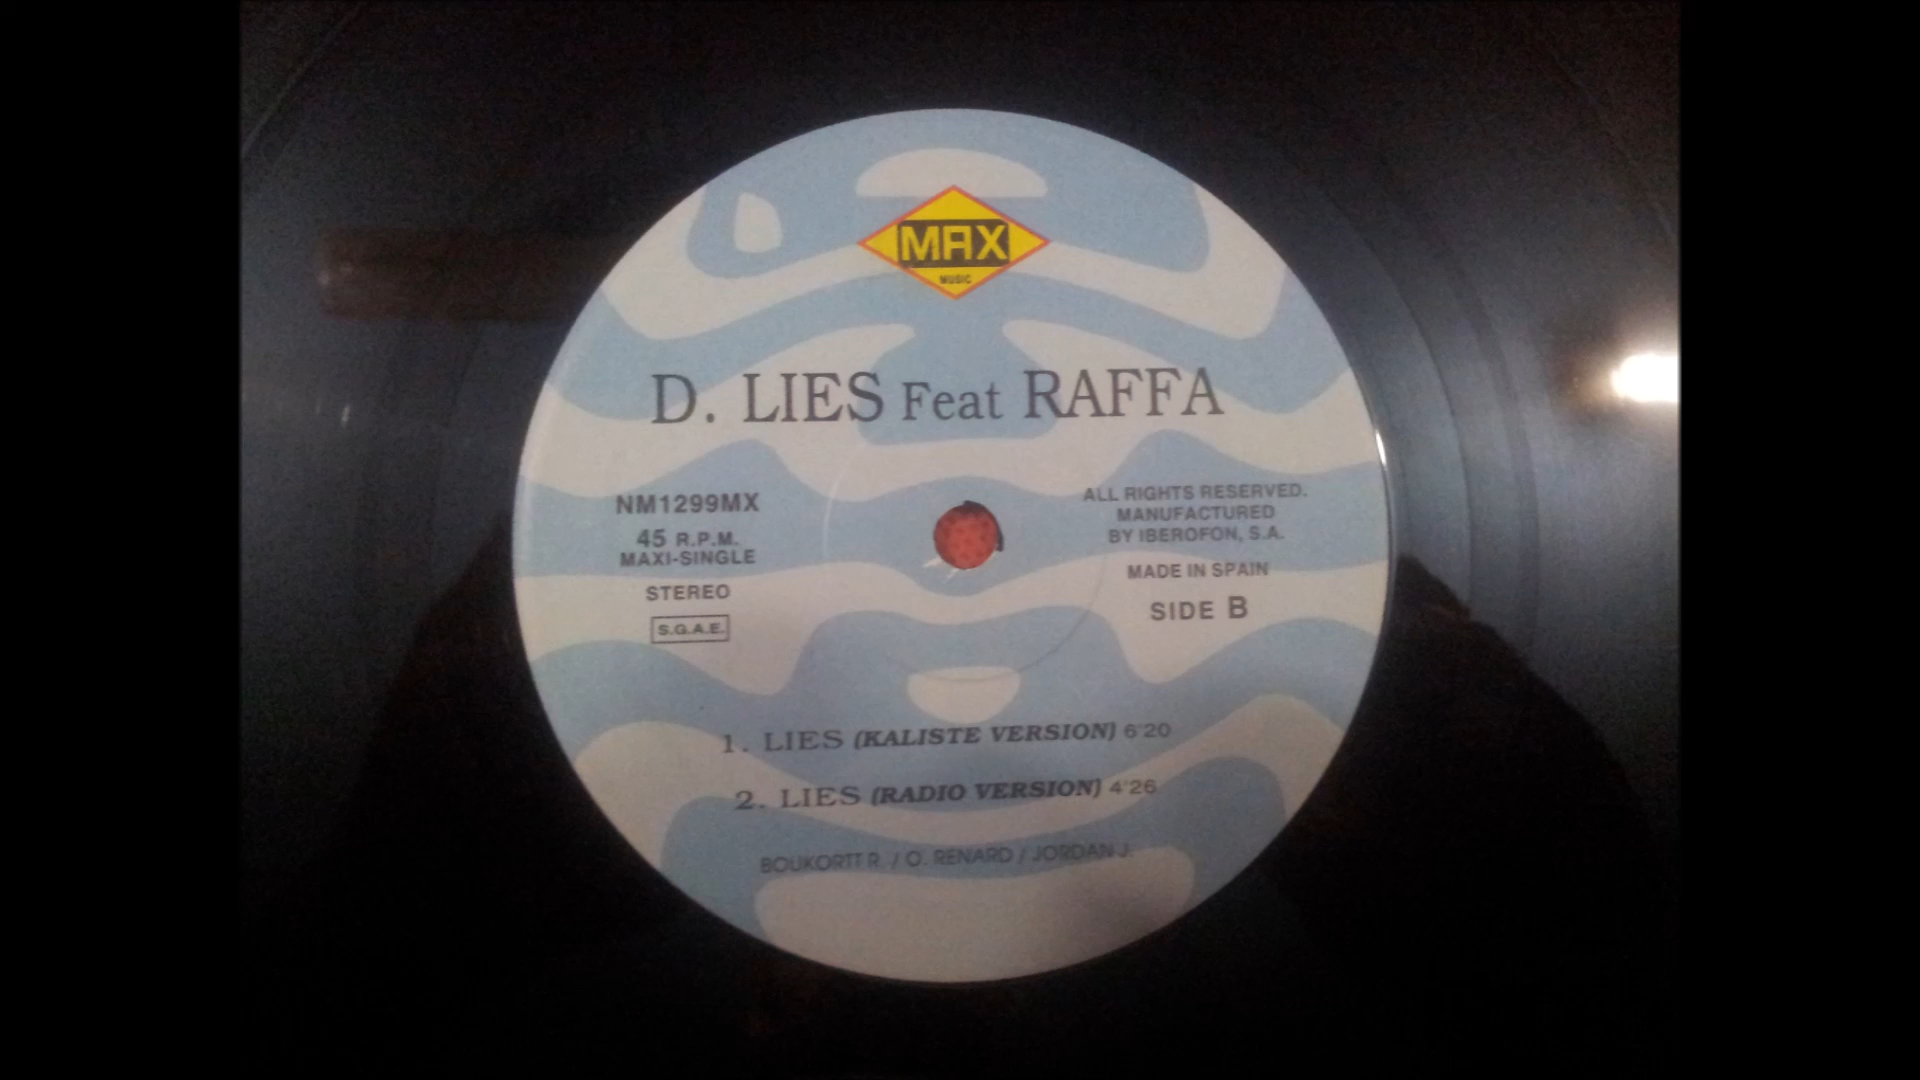 MAX
MUSIC
D. LIES Feat RAFFA
NM1299MX
45 R.P.M.
MAXI-SINGLE
STEREO
S.G.A.E.
ALL RIGHTS RESERVED.
MANUFACTURED
BY IBEROFON, S.A.
MADE IN SPAIN
SIDE B
1. LIES (KALISTE VERSION) 6'20
2. LIES (RADIO VERSION) 4'26
BOUKORTT R. / O. RENARD / JORDAN J.